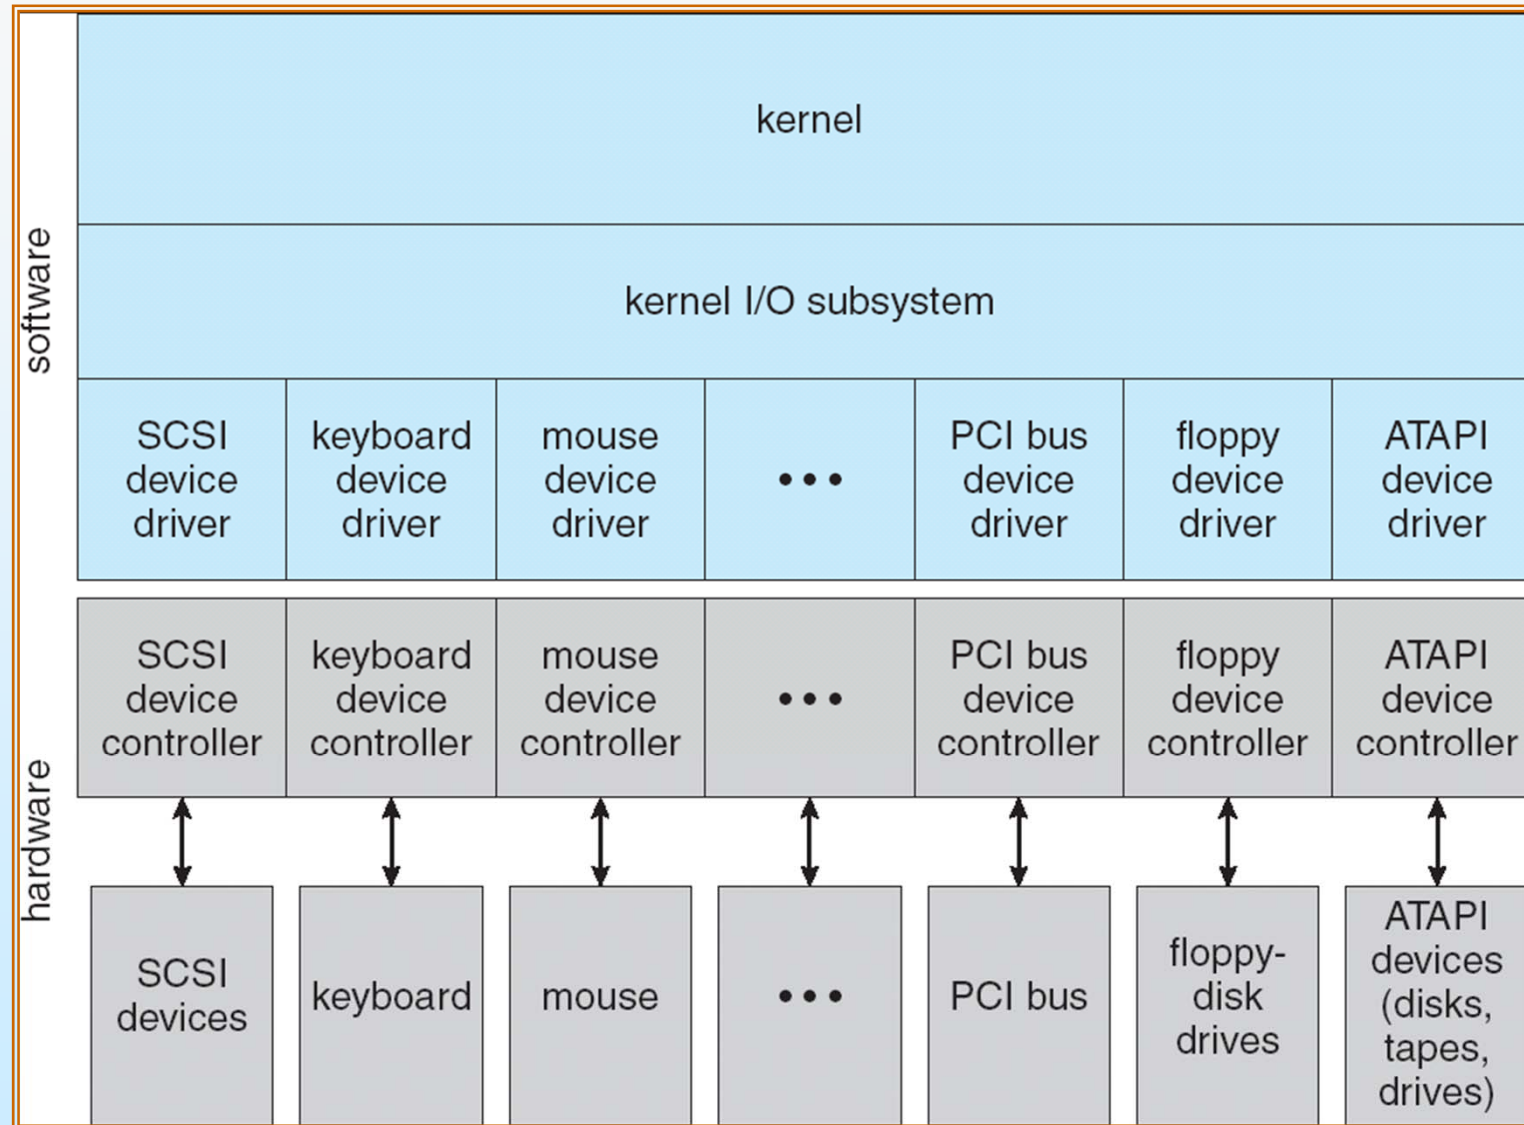 kernel
software
kernel I/O subsystem
SCSI
device
driver
keyboard
device
driver
mouse
device
driver
•••
PCI bus
device
driver
floppy
device
driver
ATAPI
device
driver
hardware
SCSI
device
controller
keyboard
device
controller
mouse
device
controller
•••
PCI bus
device
controller
floppy
device
controller
ATAPI
device
controller
SCSI
devices
keyboard
mouse
•••
PCI bus
floppy-
disk
drives
ATAPI
devices
(disks,
tapes,
drives)